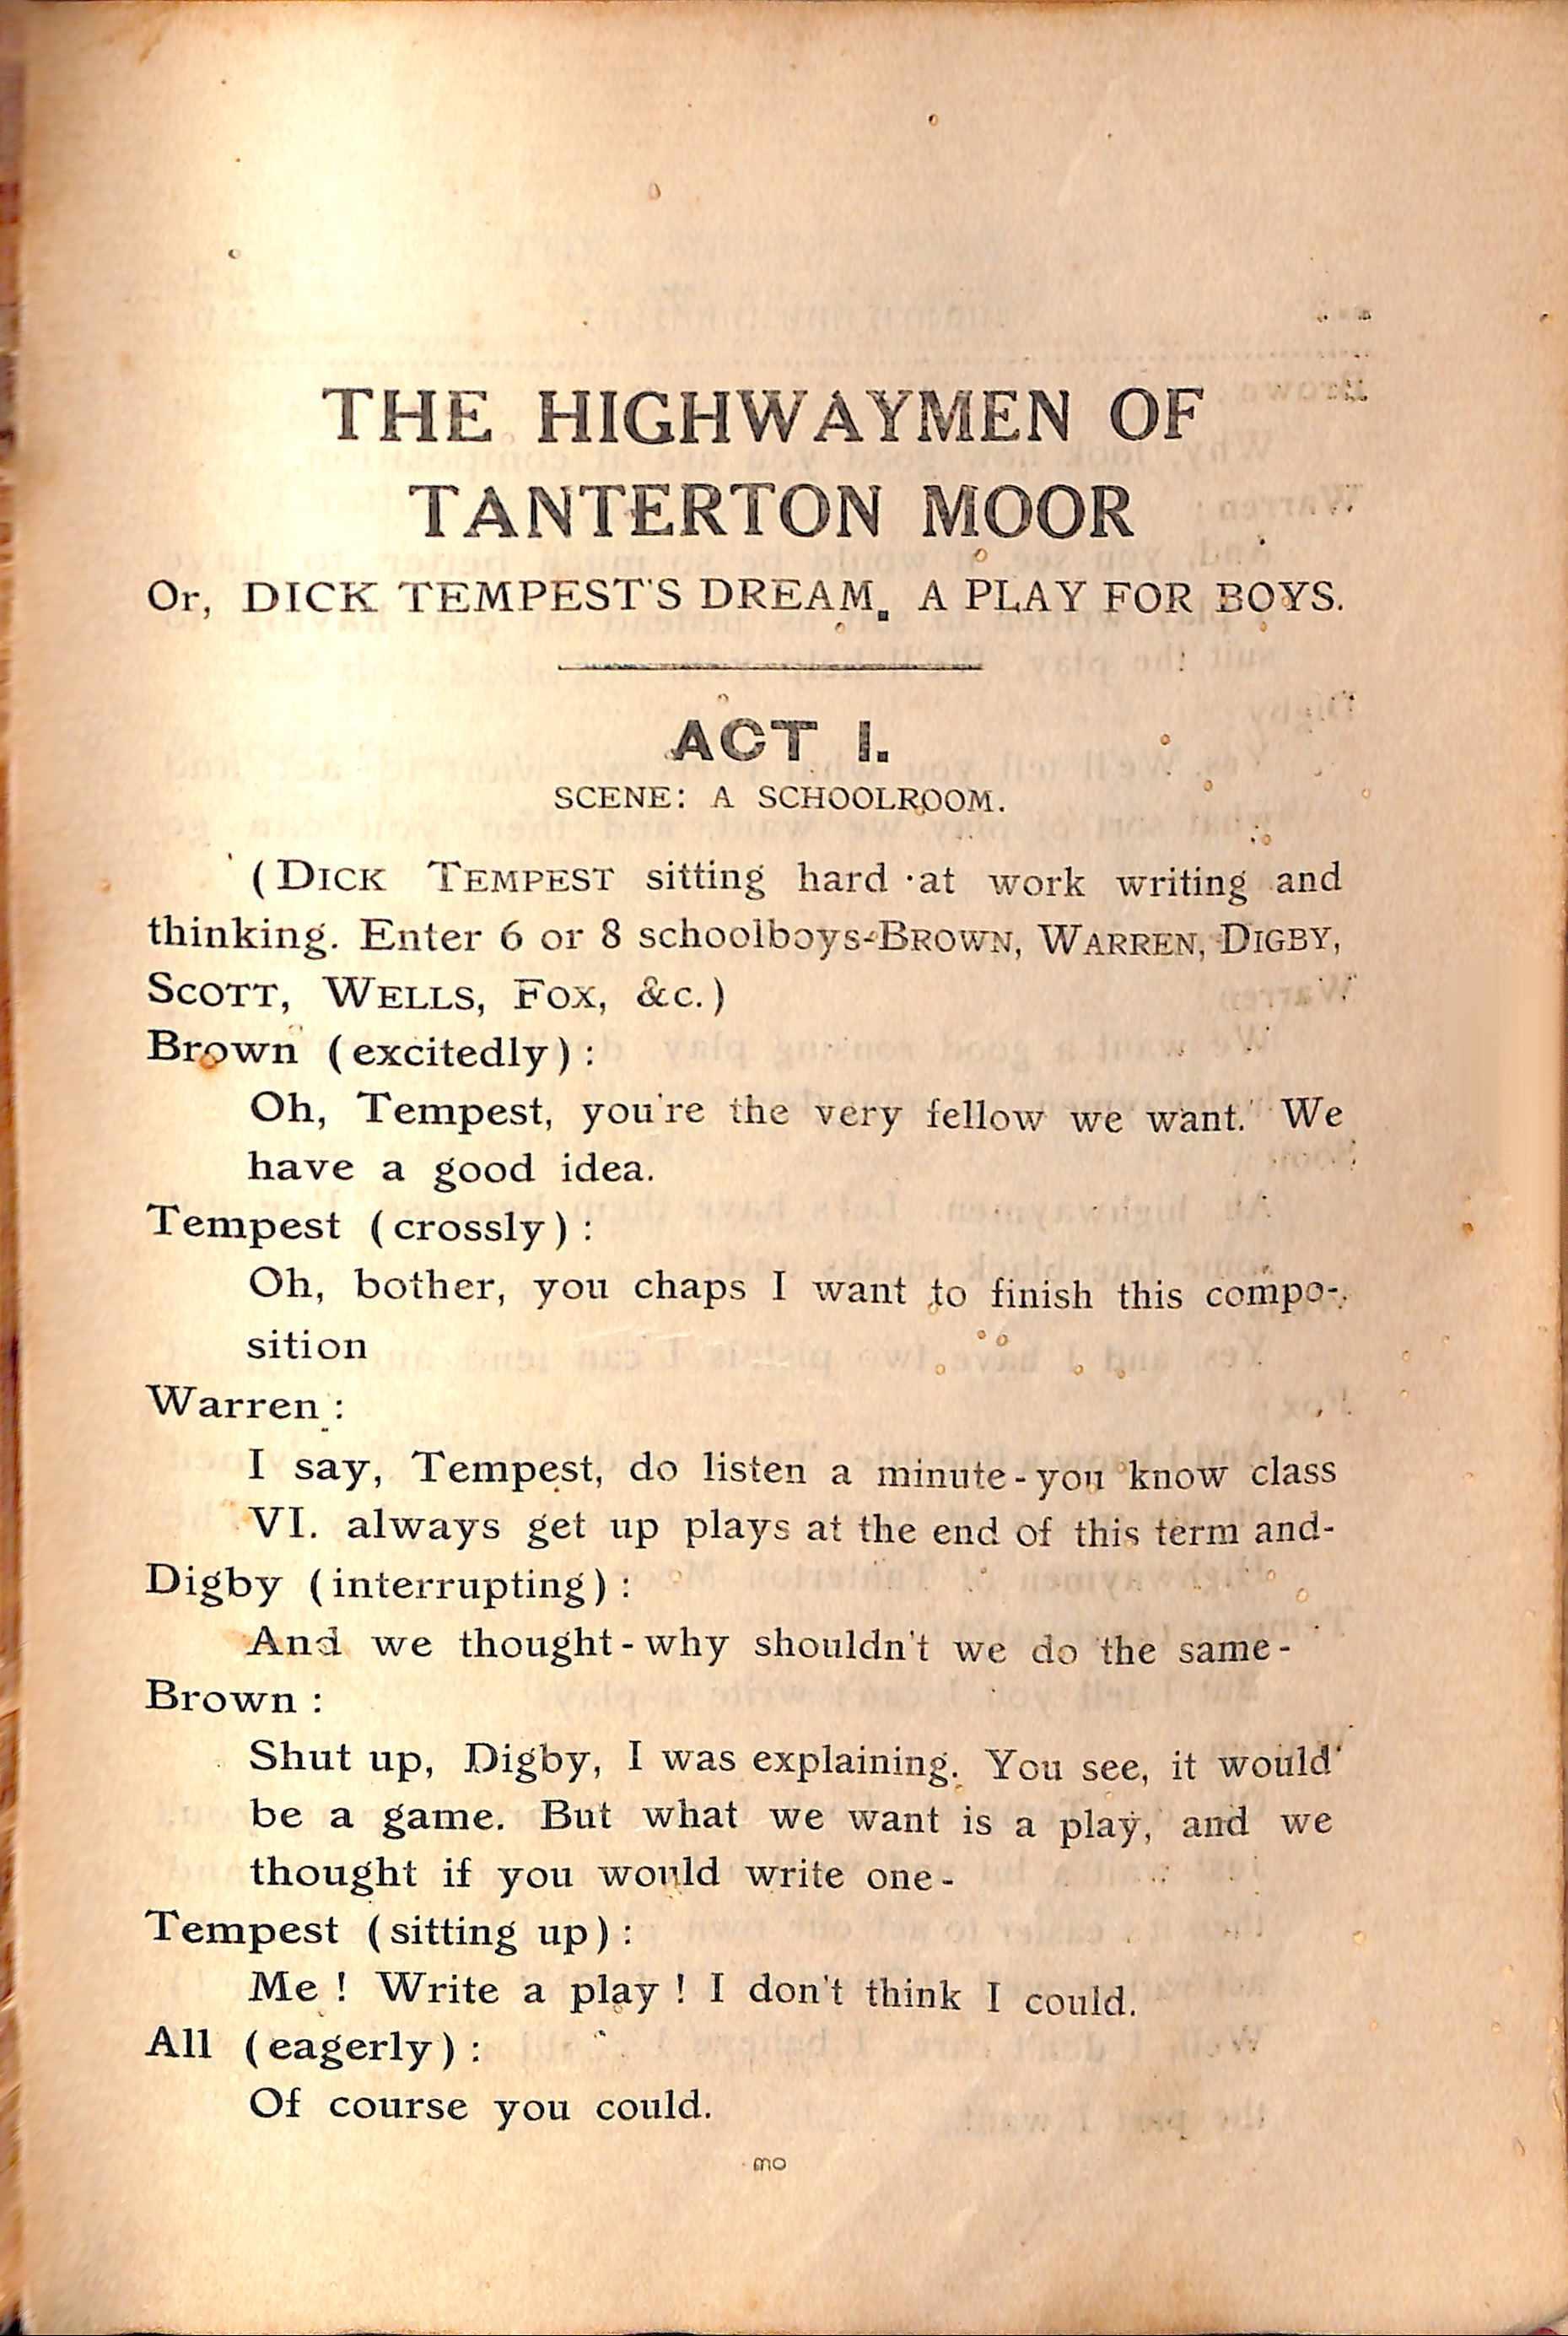 THE HIGHWAYMEN OF
TANTERTON MOOR
Or, DICK TEMPEST'S DREAM. A PLAY FOR BOYS.
ACT I.
SCENE: A SCHOOLROOM.
(DICK TEMPEST sitting hard at work writing and
thinking. Enter 6 or 8 schoolboys-BROWN, WARREN, DIGBY,
SCOTT, WELLS, FOX, &c.)
Brown (excitedly) :
Oh, Tempest, you're the very fellow we want. We
have a good idea.
Tempest (crossly) :
Oh, bother, you chaps I want to finish this compo-
sition
Warren :
I say, Tempest, do listen a minute - you know class
VI. always get up plays at the end of this term and-
Digby (interrupting) :
And we thought - why shouldn't we do the same -
Brown :
Shut up, Digby, I was explaining. You see, it would
be a game. But what we want is a play, and we
thought if you would write one -
Tempest (sitting up) :
Me ! Write a play ! I don't think I could.
All (eagerly) :
Of course you could.